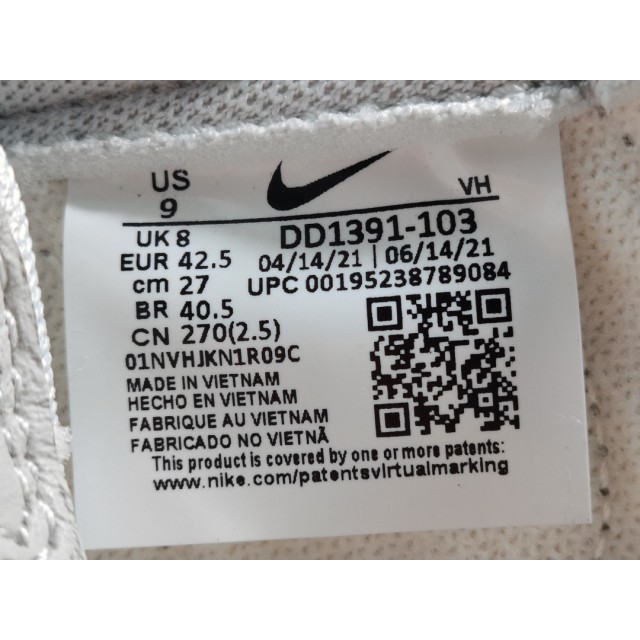 US
9
VH
UK 8
DD1391-103
EUR 42.5
04/14/21 | 06/14/21
cm 27
UPC 00195238789084
BR 40.5
CN 270(2.5)
01NVHJKN1R09C
MADE IN VIETNAM
HECHO EN VIETNAM
FABRIQUE AU VIETNAM
FABRICADO NO VIETNÃ
This product is covered by one or more patents:
www.nike.com/patentsvirtualmarking